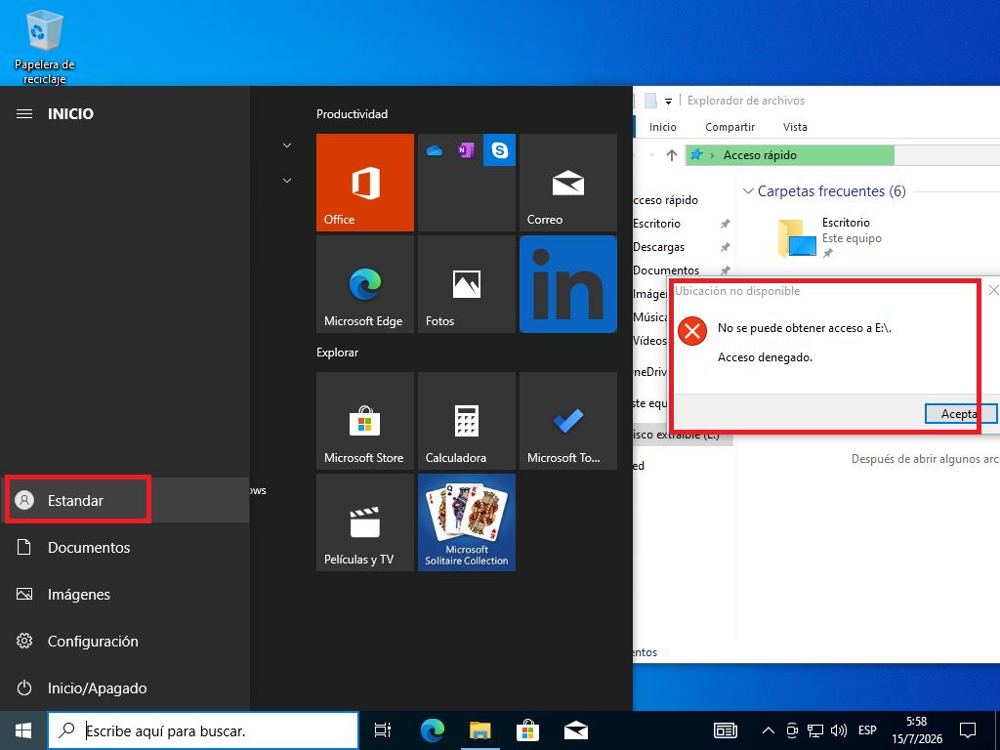 Papelera de
reciclaje
INICIO
Productividad
Office
Correo
Microsoft Edge
Fotos
in
Explorar
Microsoft Store
Calculadora
Microsoft To...
Películas y TV
Microsoft
Solitaire Collection
Estandar
Documentos
Imágenes
Configuración
Inicio/Apagado
ows
Explorador de archivos
Inicio
Compartir
Vista
Acceso rápido
cceso rápido
Escritorio
Descargas
Documentos
Imágen
Música
Vídeos
neDriv
ste equ
isco extraíble (E:)
ed
entos
Carpetas frecuentes (6)
Escritorio
Este equipo
Ubicación no disponible
No se puede obtener acceso a E:\.
Acceso denegado.
Acepta
Después de abrir algunos arc
Escribe aquí para buscar.
ESP
5:58
15/7/2026